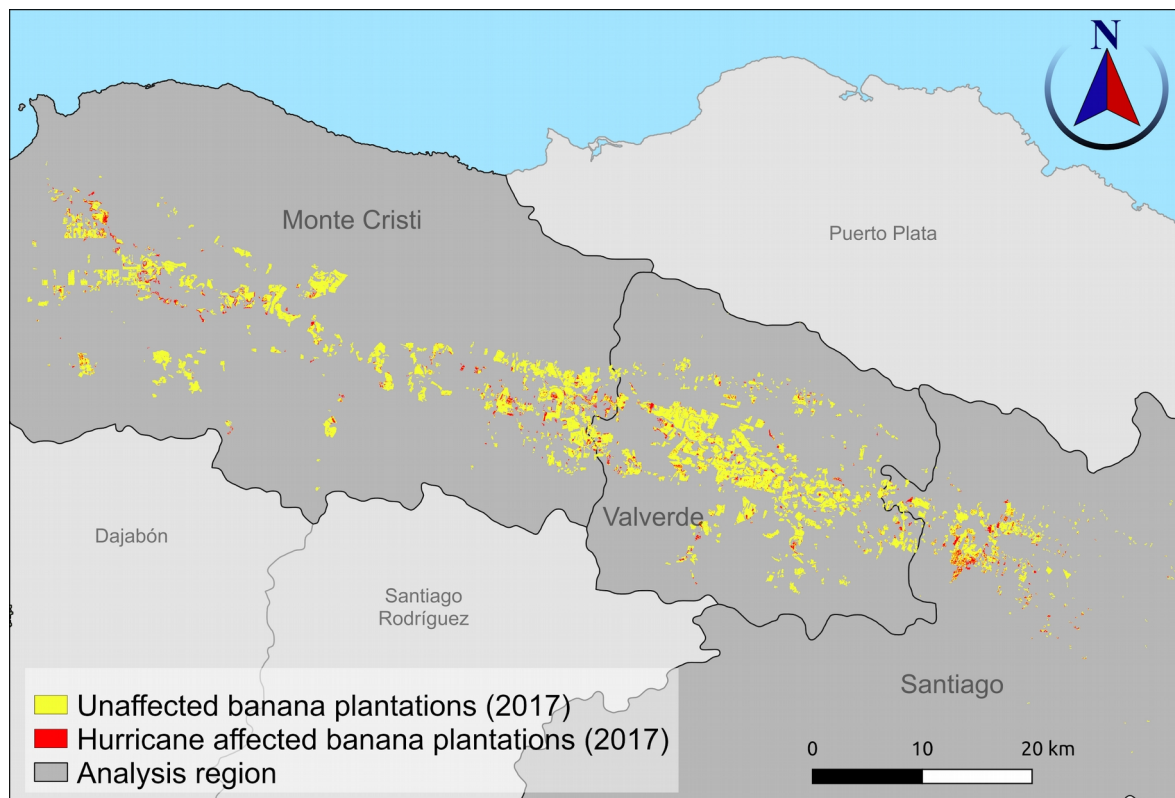 N
Monte Cristi
Puerto Plata
Valverde
Dajabón
Santiago
Rodríguez
Santiago
Unaffected banana plantations (2017)
Hurricane affected banana plantations (2017)
Analysis region
0 10 20 km